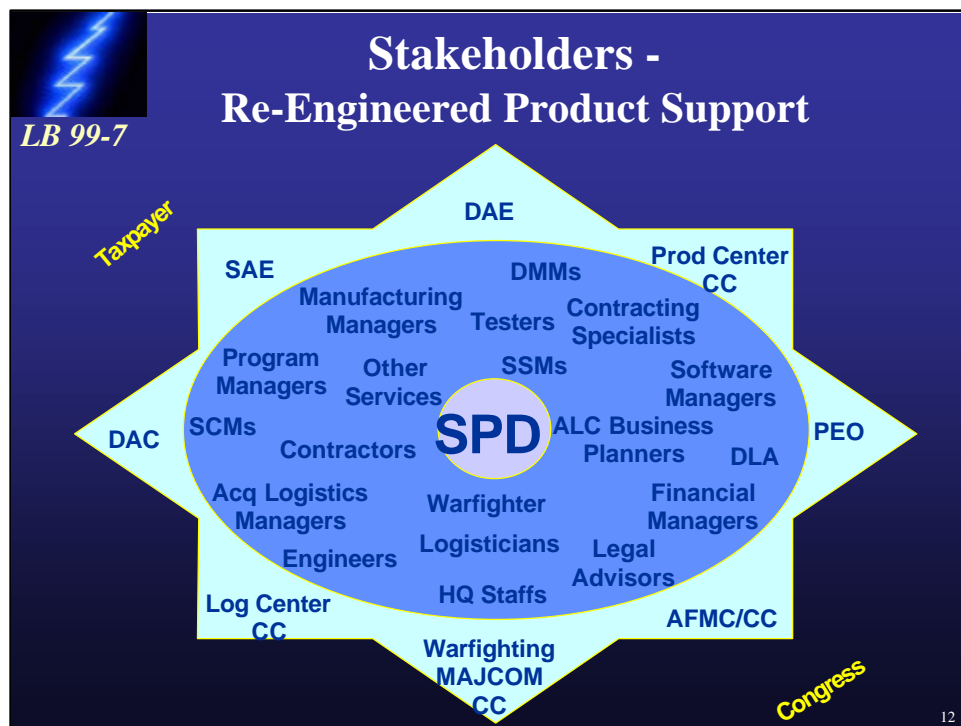 Stakeholders -
Re-Engineered Product Support
LB 99-7
Taxpayer
DAE
SAE
Prod Center
CC
DMMs
Manufacturing
Managers
Testers
Contracting
Specialists
Program
Managers
Other
Services
SSMs
Software
Managers
DAC
SCMs
Contractors
SPD
ALC Business
Planners
DLA
PEO
Acq Logistics
Managers
Warfighter
Financial
Managers
Engineers
Logisticians
Legal
Advisors
HQ Staffs
Log Center
CC
AFMC/CC
Warfighting
MAJCOM
CC
Congress
12